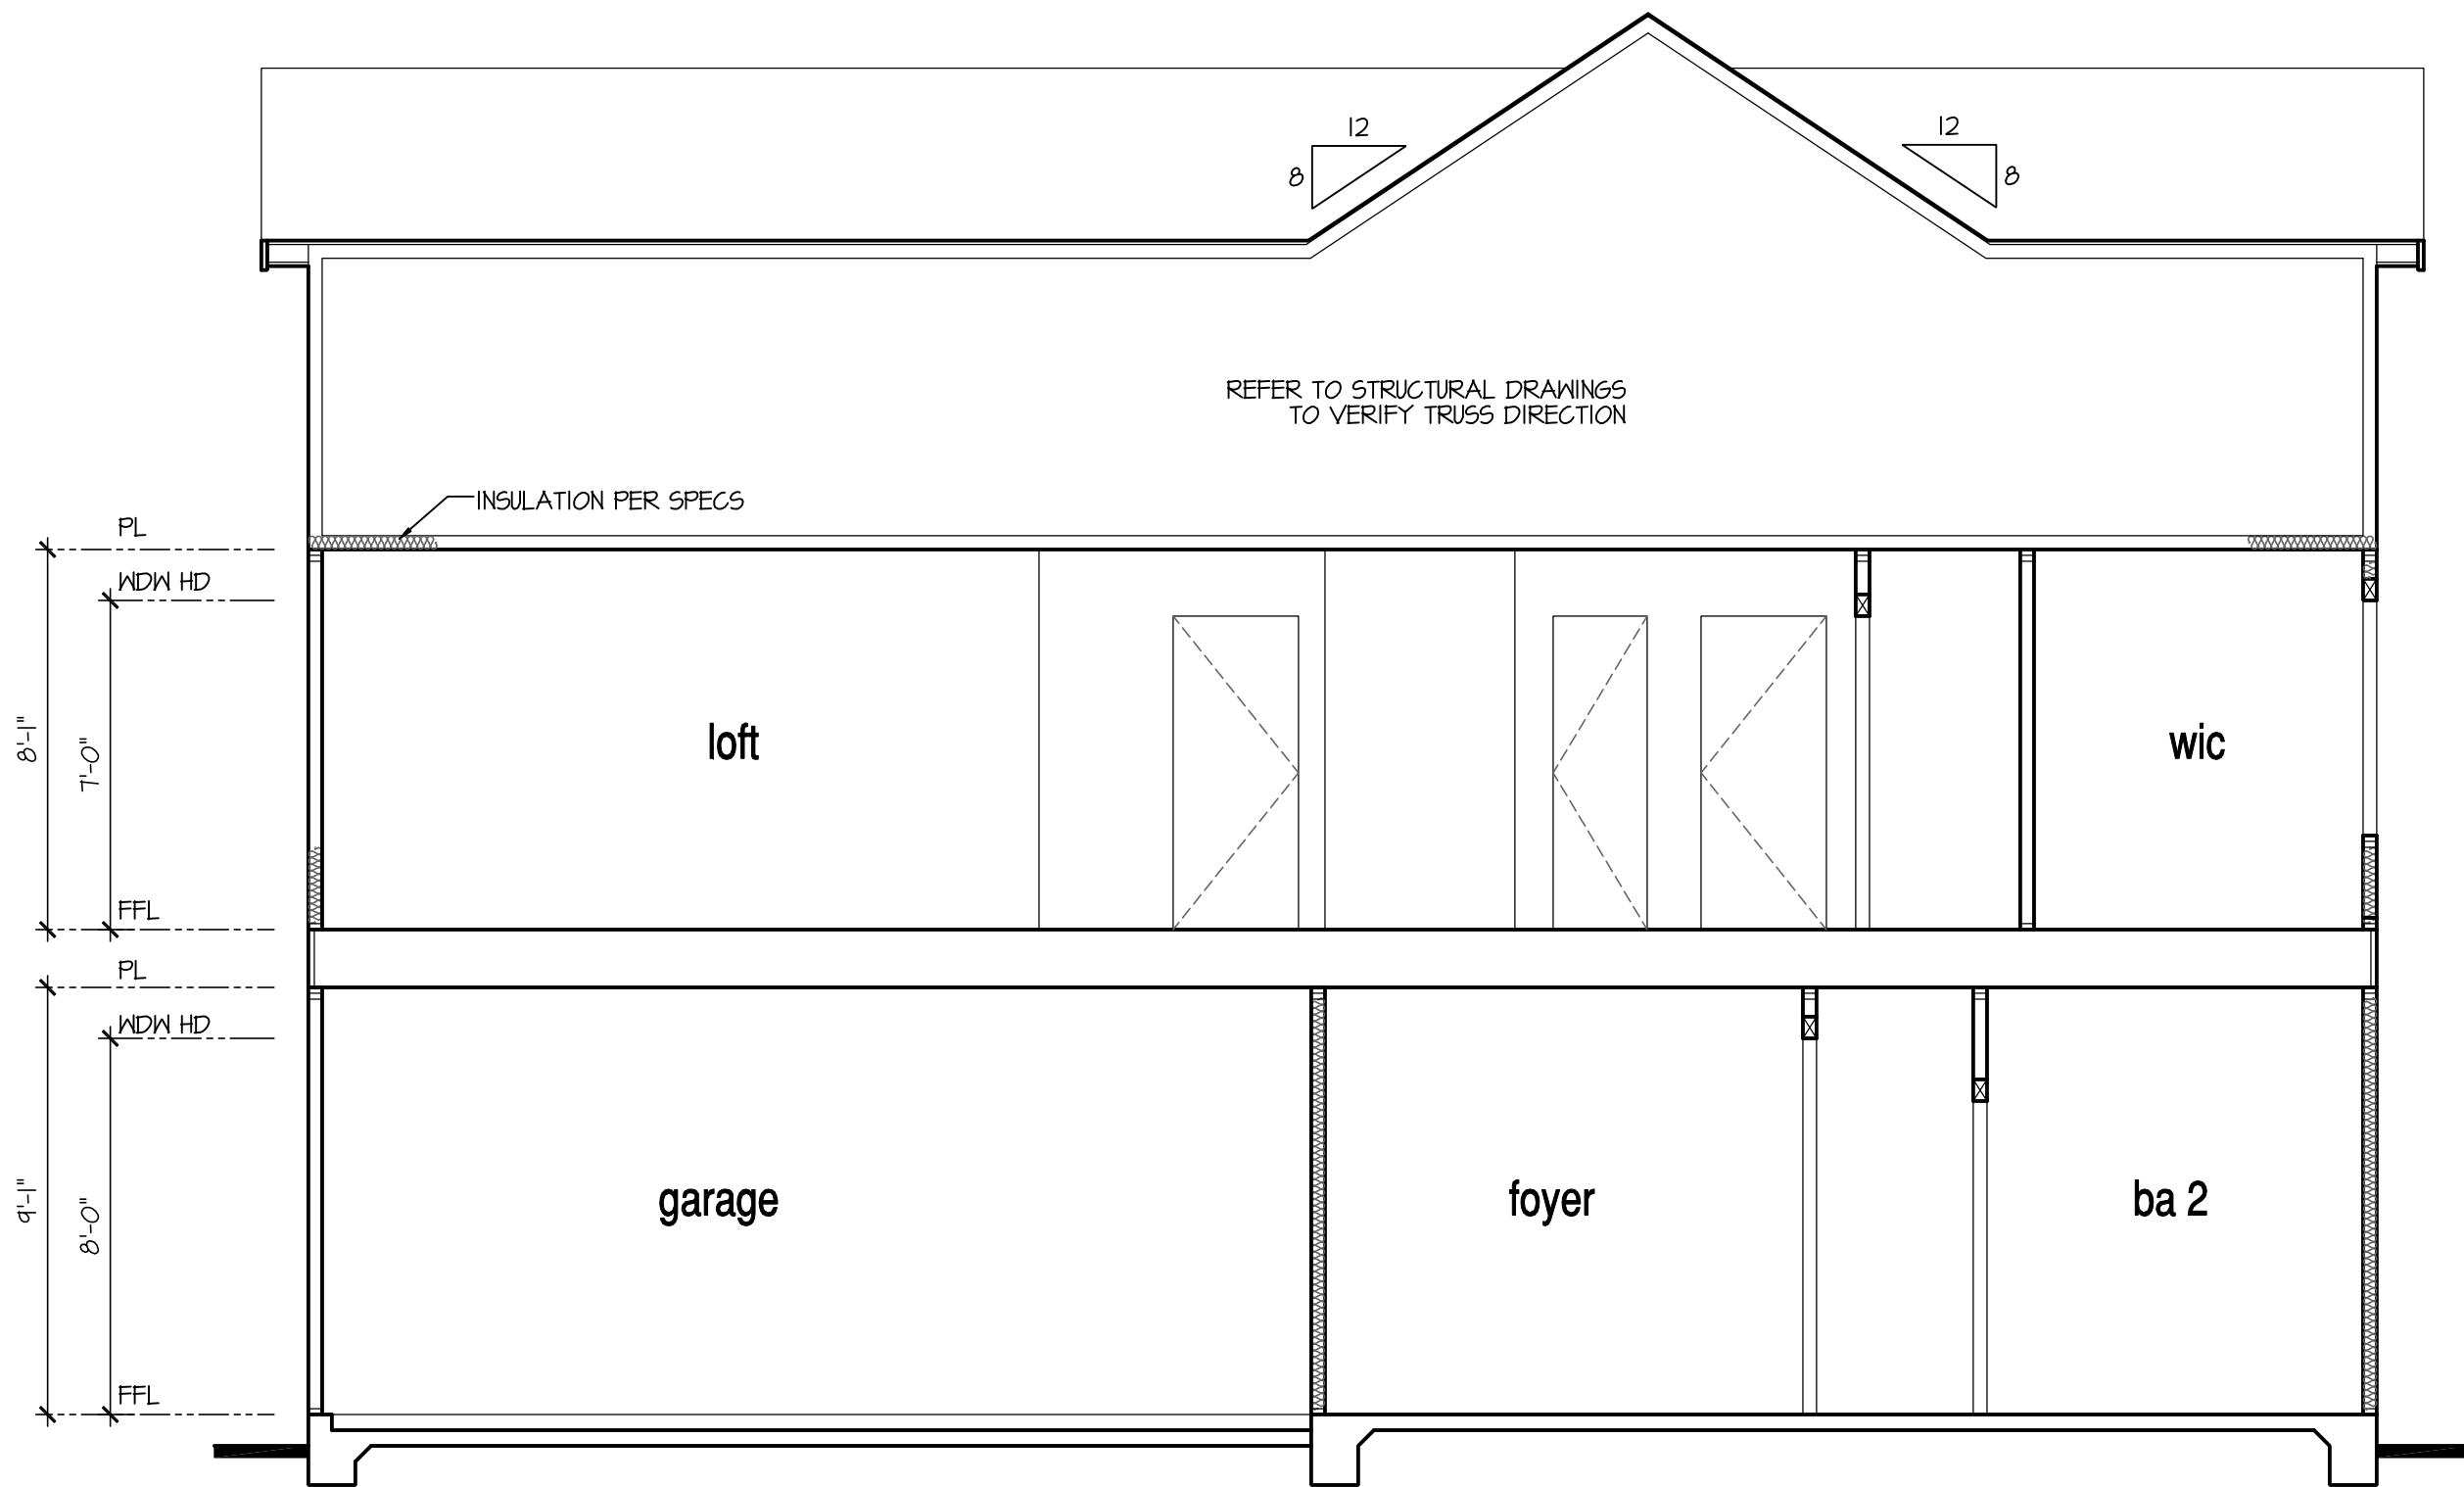 12
12
8
8
REFER TO STRUCTURAL DRAWINGS
TO VERIFY TRUSS DIRECTION
INSULATION PER SPECS
PL
WDW HD
8'-1"
7'-0"
loft
wic
FFL
PL
WDW HD
9'-1"
8'-0"
garage
foyer
ba 2
FFL